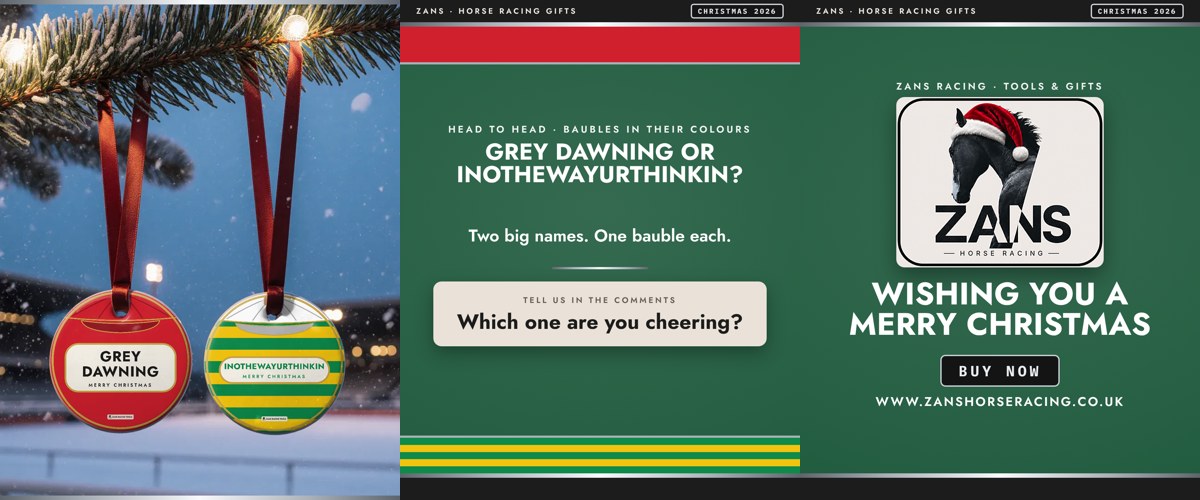 GREY
DAWNING
MERRY CHRISTMAS
INOTHEWAYURTHINKIN
MERRY CHRISTMAS
ZANS · HORSE RACING GIFTS
CHRISTMAS 2026
HEAD TO HEAD · BAUBLES IN THEIR COLOURS
GREY DAWNING OR
INOTHEWAYURTHINKIN?
Two big names. One bauble each.
TELL US IN THE COMMENTS
Which one are you cheering?
ZANS · HORSE RACING GIFTS
CHRISTMAS 2026
ZANS RACING · TOOLS & GIFTS
ZANS
HORSE RACING
WISHING YOU A
MERRY CHRISTMAS
BUY NOW
WWW.ZANSHORSERACING.CO.UK